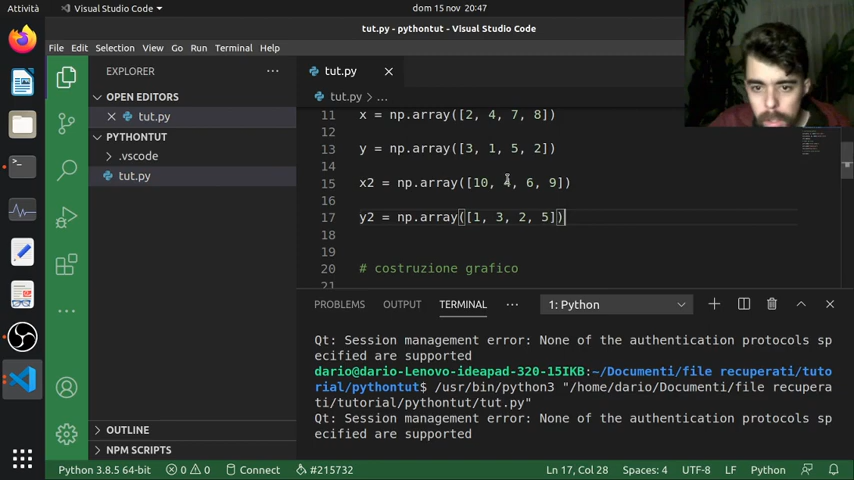 Attività
Visual Studio Code
dom 15 nov 20:47
tut.py - pythontut - Visual Studio Code
File Edit Selection View Go Run Terminal Help
EXPLORER
OPEN EDITORS
tut.py
PYTHONTUT
.vscode
tut.py
OUTLINE
NPM SCRIPTS
tut.py
tut.py > ...
11 x = np.array([2, 4, 7, 8])
12
13 y = np.array([3, 1, 5, 2])
14
15 x2 = np.array([10, 4, 6, 9])
16
17 y2 = np.array([1, 3, 2, 5])
18
19
20 # costruzione grafico
21
PROBLEMS OUTPUT TERMINAL ... 1: Python
Qt: Session management error: None of the authentication protocols sp
ecified are supported
dario@dario-Lenovo-ideapad-320-15IKB:~/Documenti/file recuperati/tuto
rial/pythontut$ /usr/bin/python3 "/home/dario/Documenti/file recupera
ti/tutorial/pythontut/tut.py"
Qt: Session management error: None of the authentication protocols sp
ecified are supported
Python 3.8.5 64-bit 0 0 Connect #215732 Ln 17, Col 28 Spaces: 4 UTF-8 LF Python